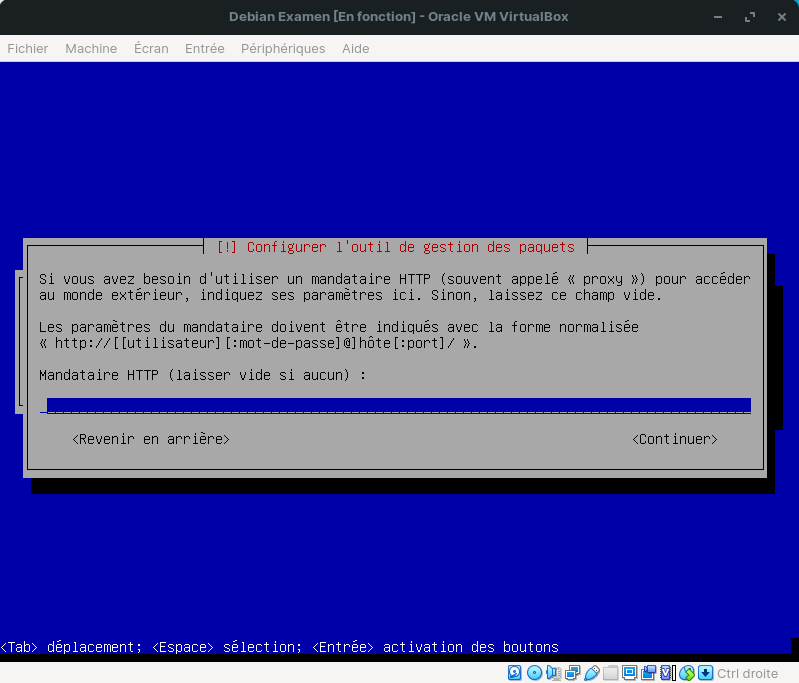 Debian Examen [En fonction] - Oracle VM VirtualBox
Fichier Machine Écran Entrée Périphériques Aide
[!] Configurer l'outil de gestion des paquets
Si vous avez besoin d'utiliser un mandataire HTTP (souvent appelé « proxy ») pour accéder
au monde extérieur, indiquez ses paramètres ici. Sinon, laissez ce champ vide.
Les paramètres du mandataire doivent être indiqués avec la forme normalisée
« http://[[utilisateur][:mot-de-passe]@]hôte[:port]/ ».
Mandataire HTTP (laisser vide si aucun) :
<Revenir en arrière> <Continuer>
<Tab> déplacement; <Espace> sélection; <Entrée> activation des boutons
Ctrl droite